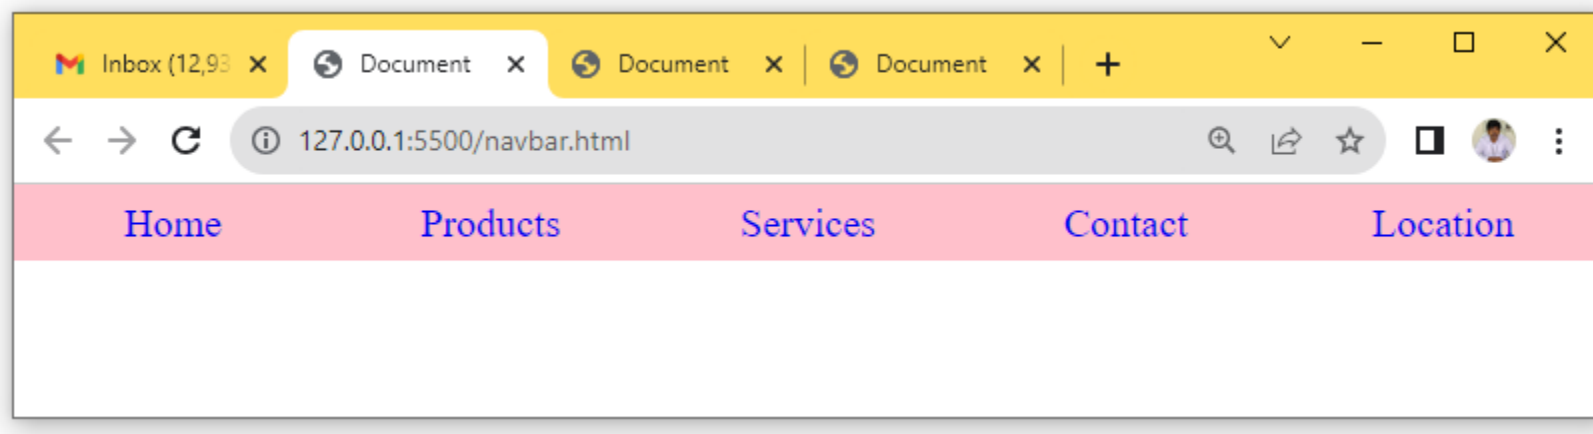 Inbox (12,93 Document Document Document
127.0.0.1:5500/navbar.html
Home Products Services Contact Location